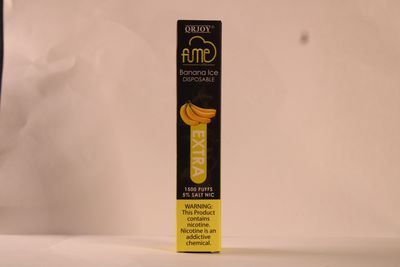 QRJOY
fume
Banana Ice
DISPOSABLE
EXTRA
1500 PUFFS
5% SALT NIC
WARNING:
This Product
contains
nicotine.
Nicotine is an
addictive
chemical.